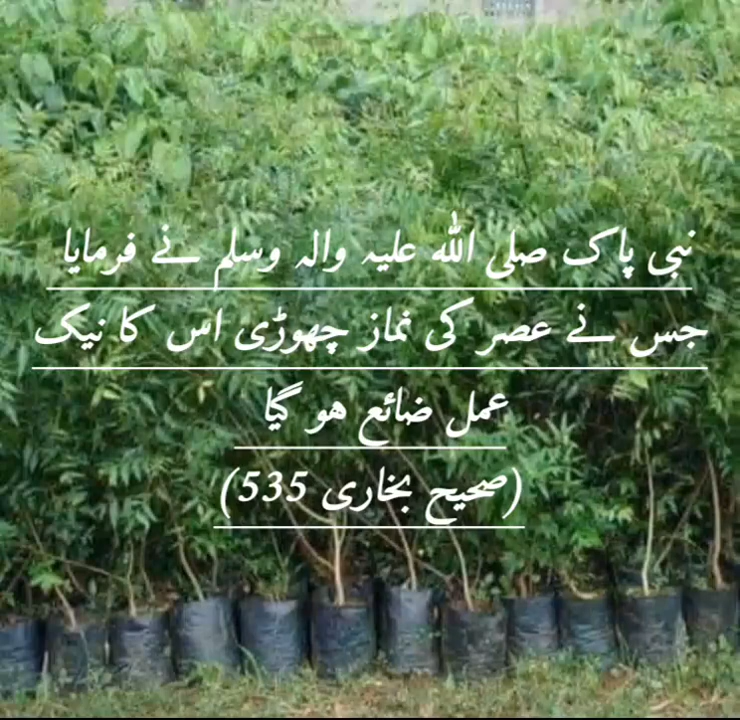 نبی پاک صلی اللہ علیہ والہ وسلم نے فرمایا
جس نے عصر کی نماز چھوڑی اس کا نیک
عمل ضائع ہو گیا
(صحیح بخاری 535)